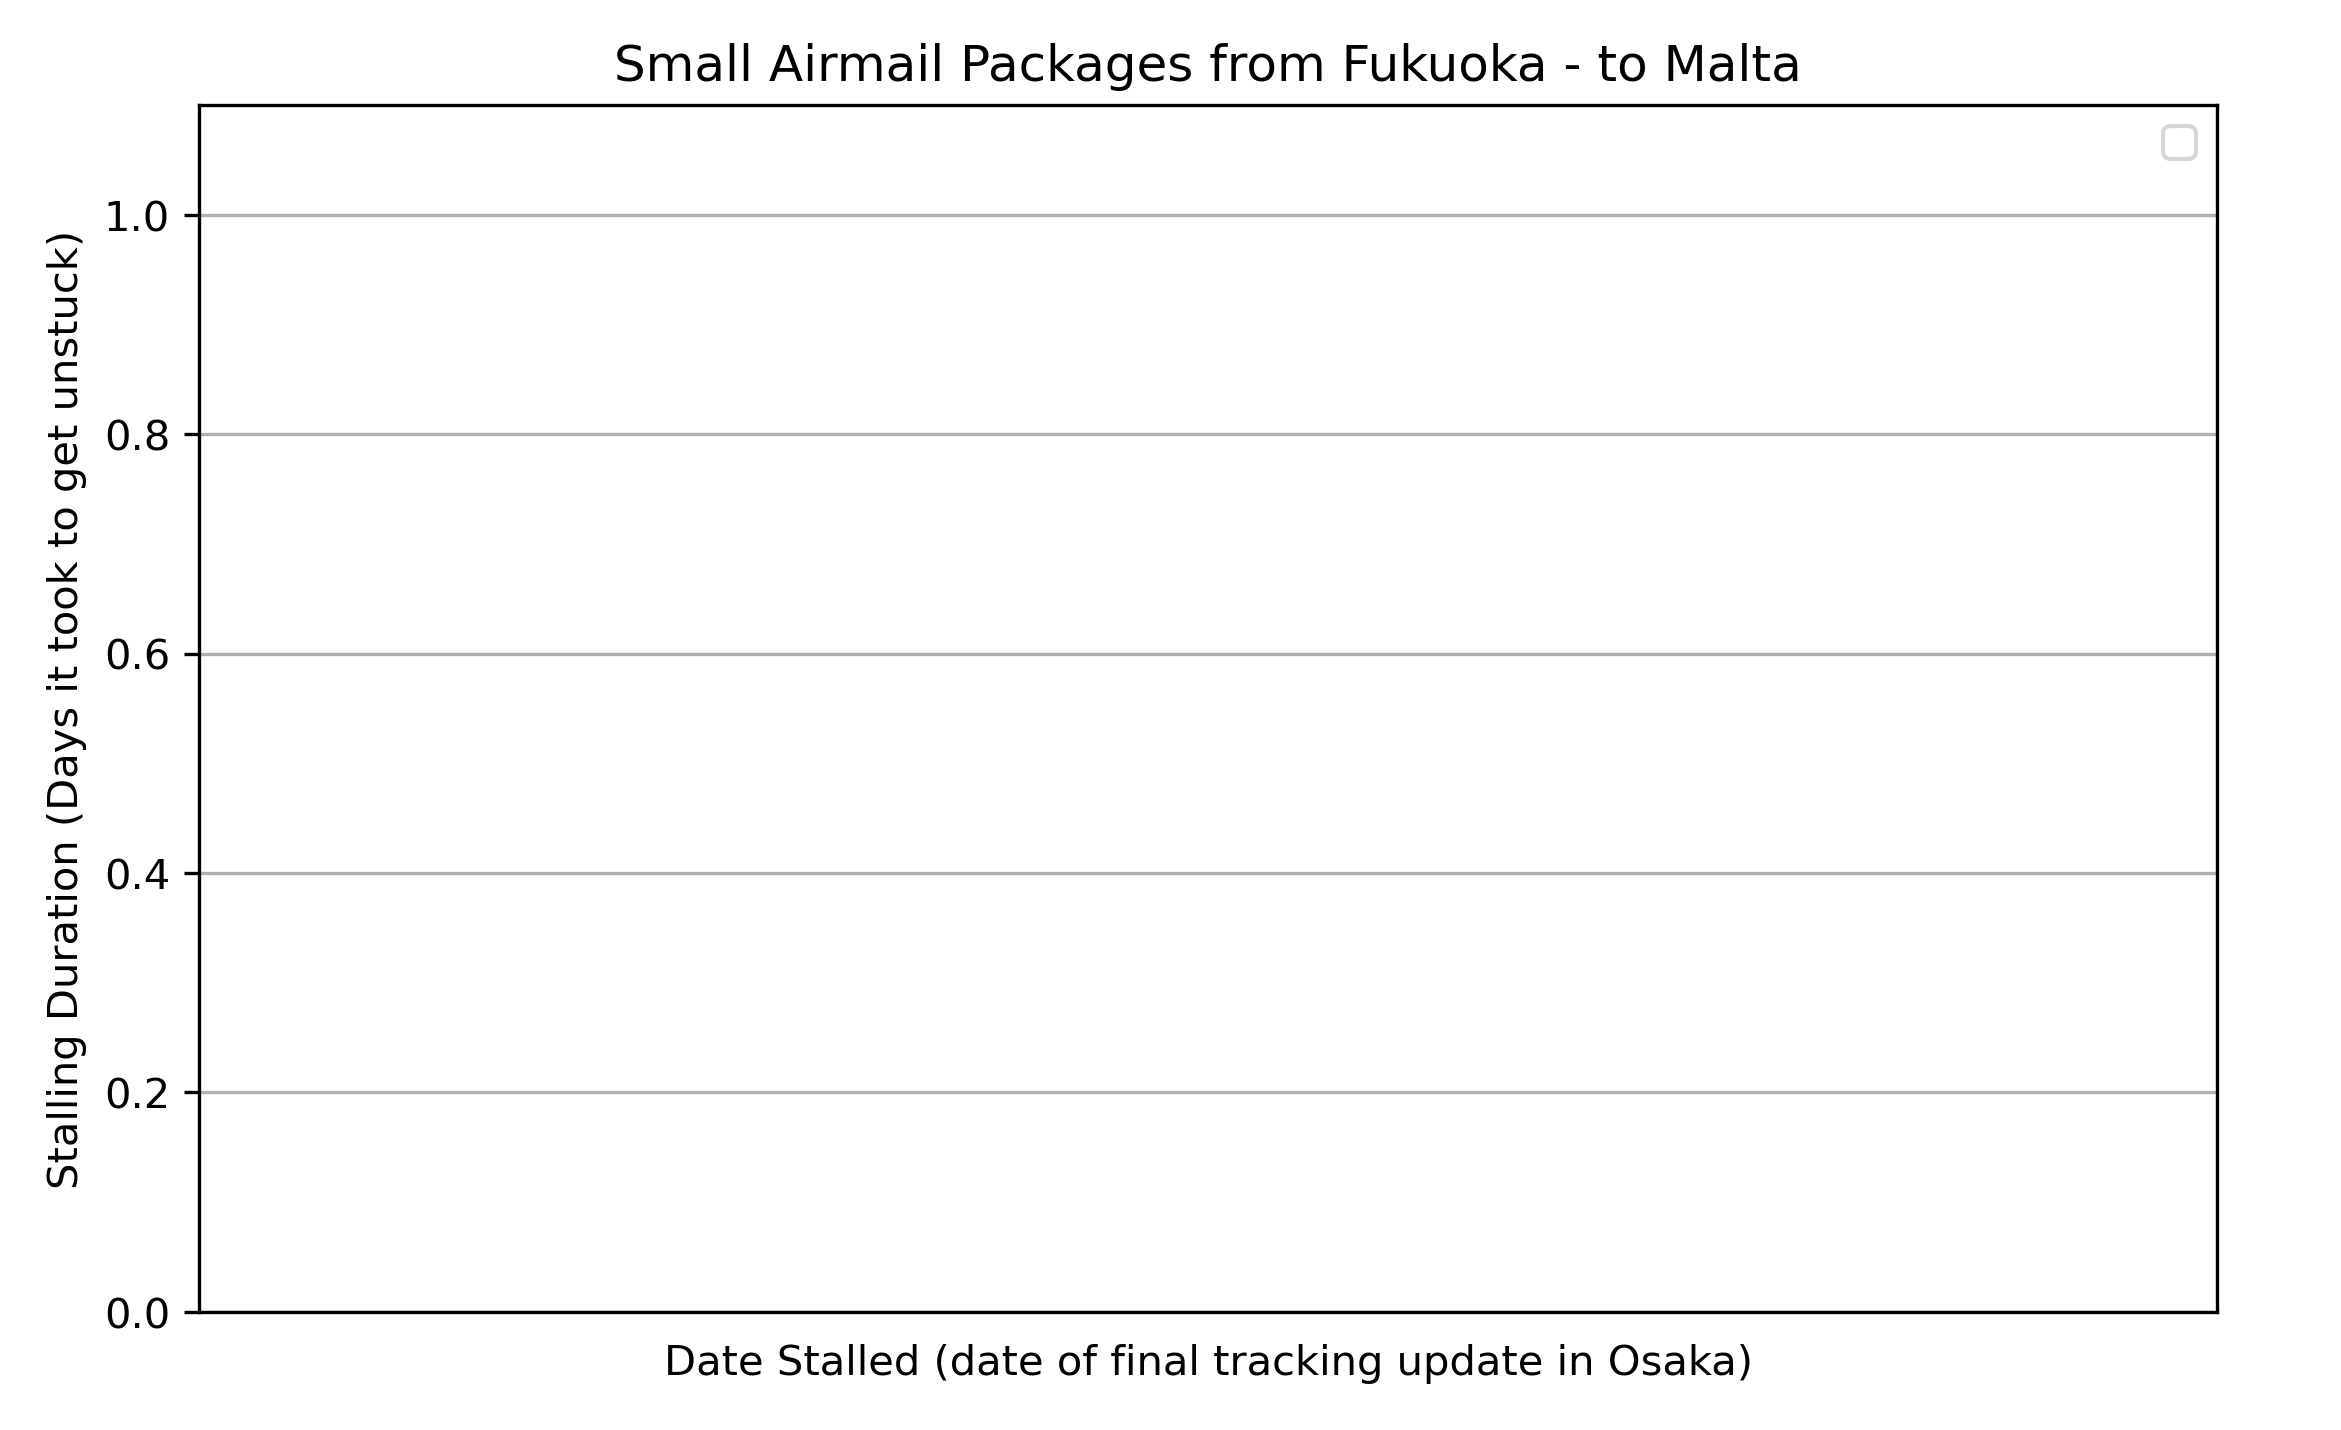 Small Airmail Packages from Fukuoka - to Malta
Stalling Duration (Days it took to get unstuck)
1.0
0.8
0.6
0.4
0.2
0.0
Date Stalled (date of final tracking update in Osaka)